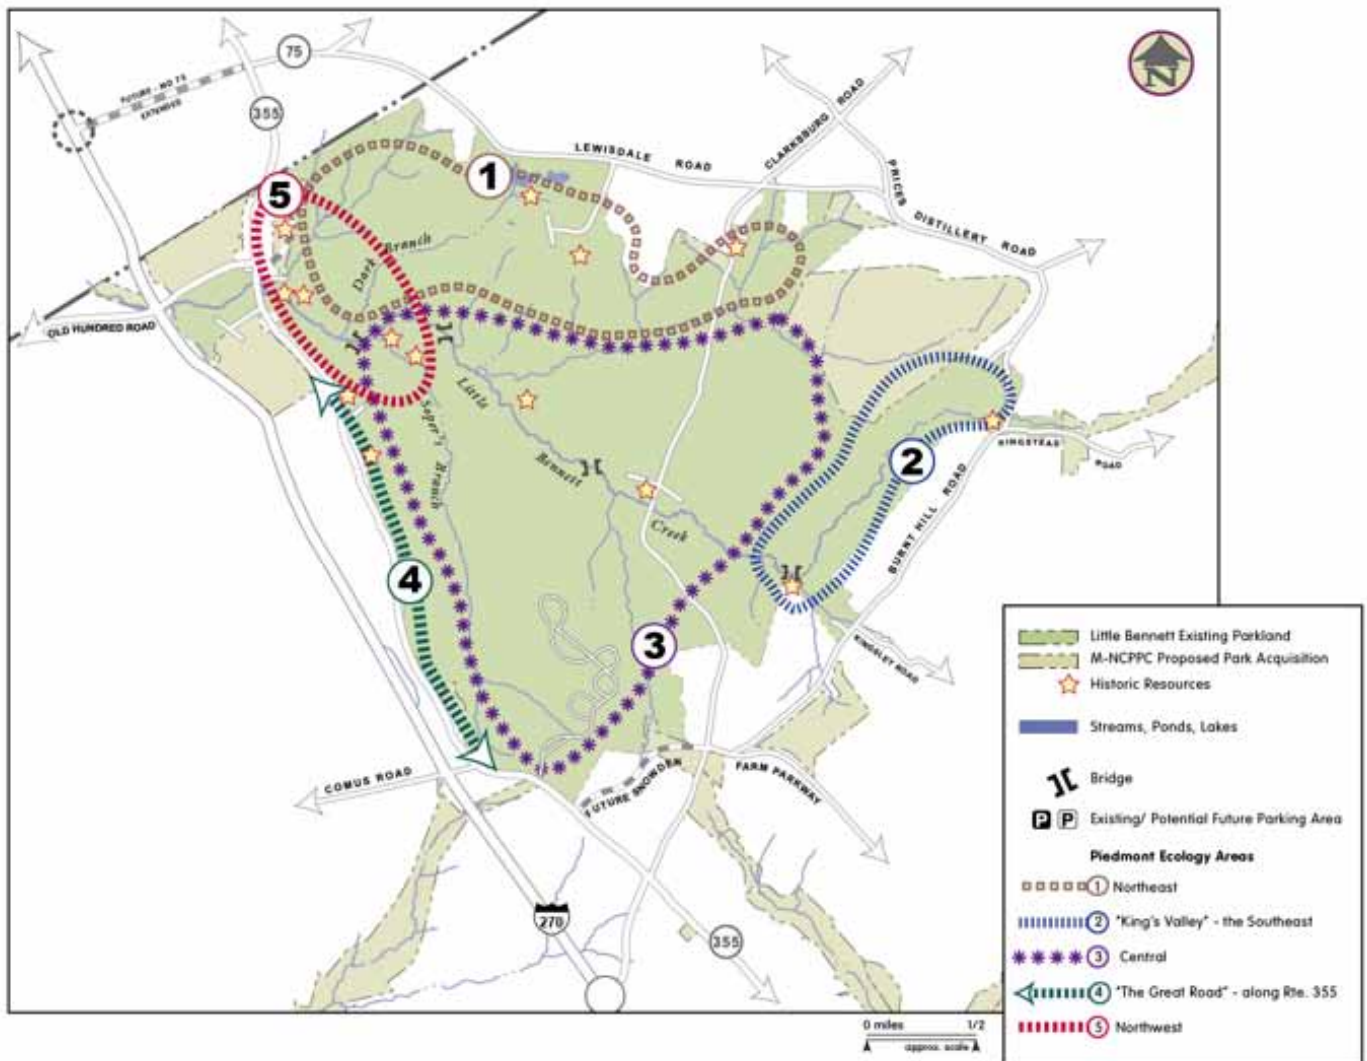 75
FUTURE - MD 75
EXTENDED
355
N
LEWISDALE ROAD
CLARKSBURG ROAD
PRICES DISTILLERY ROAD
1
5
Dark Branch
OLD HUNDRED ROAD
Little Bennett Creek
Soper's Branch
2
KINGSTEAD ROAD
BURNT HILL ROAD
4
3
KINGSLEY ROAD
COMUS ROAD
FUTURE SNOWDEN
FARM PARKWAY
270
355
Little Bennett Existing Parkland
M-NCPPC Proposed Park Acquisition
Historic Resources
Streams, Ponds, Lakes
Bridge
P P Existing/ Potential Future Parking Area
Piedmont Ecology Areas
1 Northeast
2 "King's Valley" - the Southeast
3 Central
4 "The Great Road" - along Rte. 355
5 Northwest
0 miles 1/2
approx. scale